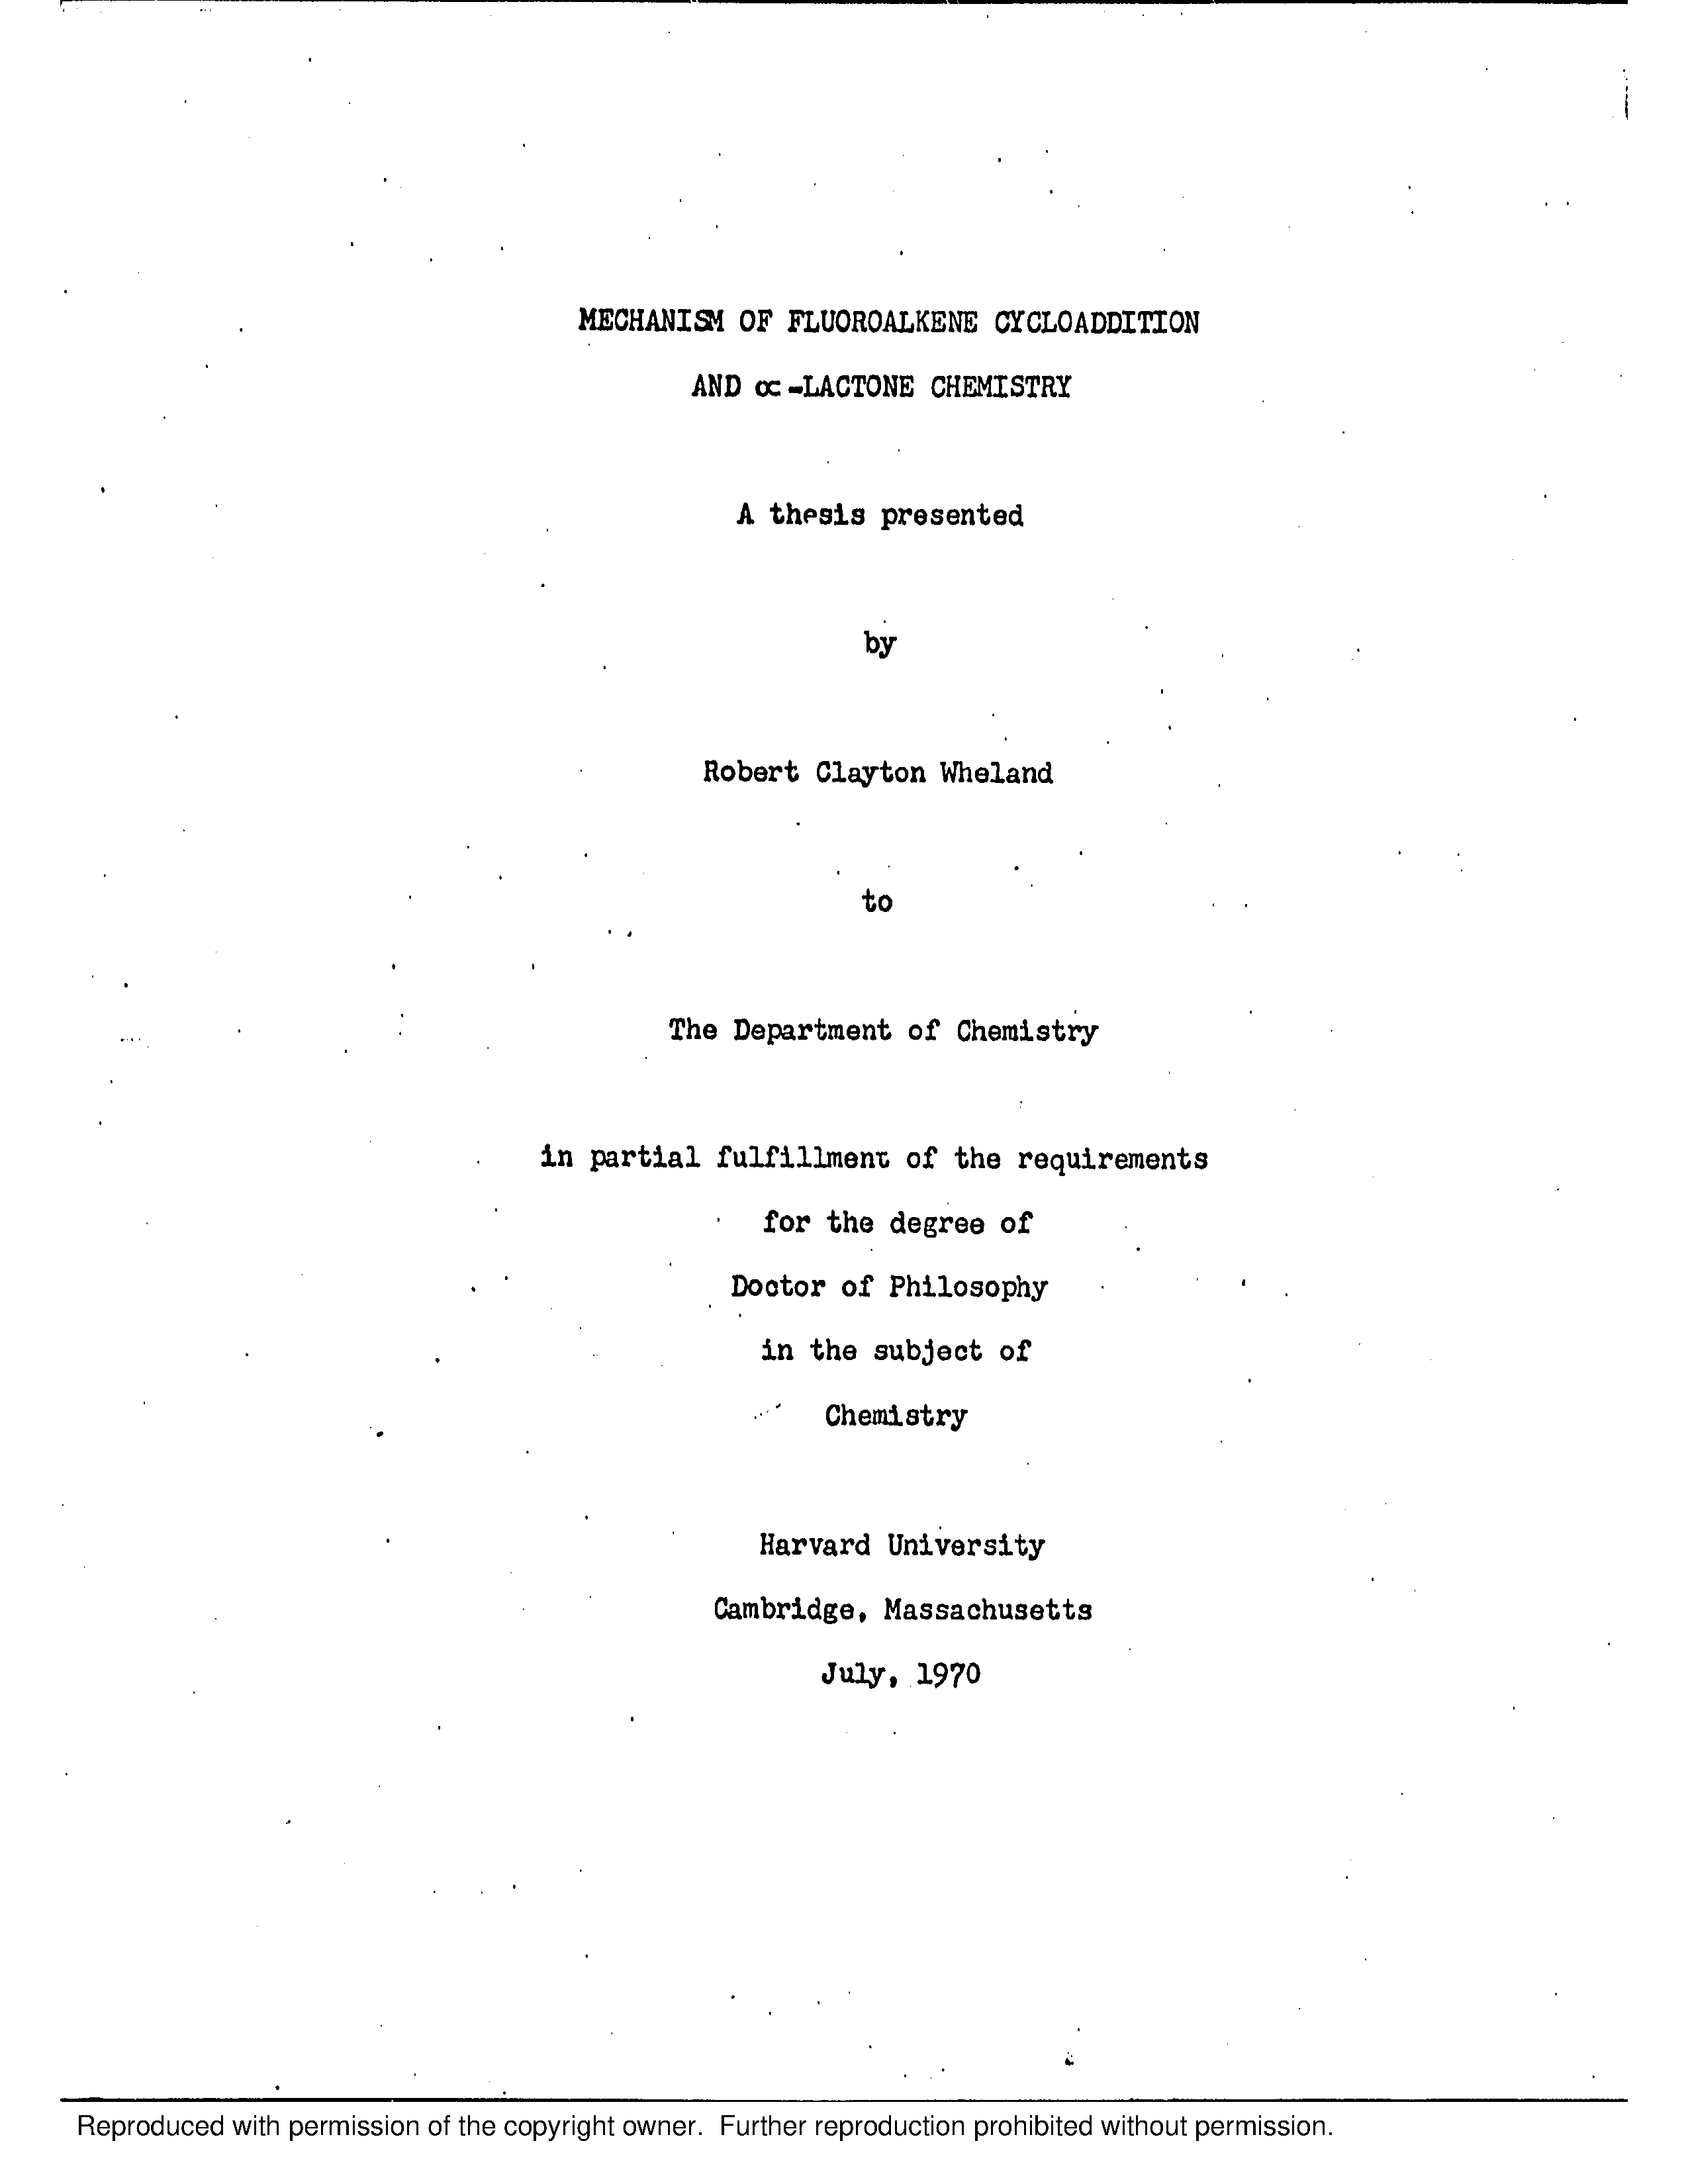 MECHANISM OF FLUOROALKENE CYCLOADDITION
AND α-LACTONE CHEMISTRY
A thesis presented
by
Robert Clayton Wheland
to
The Department of Chemistry
in partial fulfillment of the requirements
for the degree of
Doctor of Philosophy
in the subject of
Chemistry
Harvard University
Cambridge, Massachusetts
July, 1970
Reproduced with permission of the copyright owner. Further reproduction prohibited without permission.